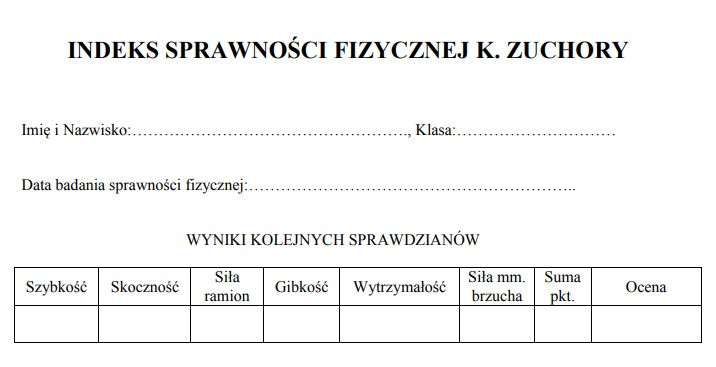 INDEKS SPRAWNOŚCI FIZYCZNEJ K. ZUCHORY
Imię i Nazwisko:……………………………………………., Klasa:…………………………
Data badania sprawności fizycznej:……………………………………………………..
WYNIKI KOLEJNYCH SPRAWDZIANÓW
Szybkość Skoczność Siła ramion Gibkość Wytrzymałość Siła mm. brzucha Suma pkt. Ocena